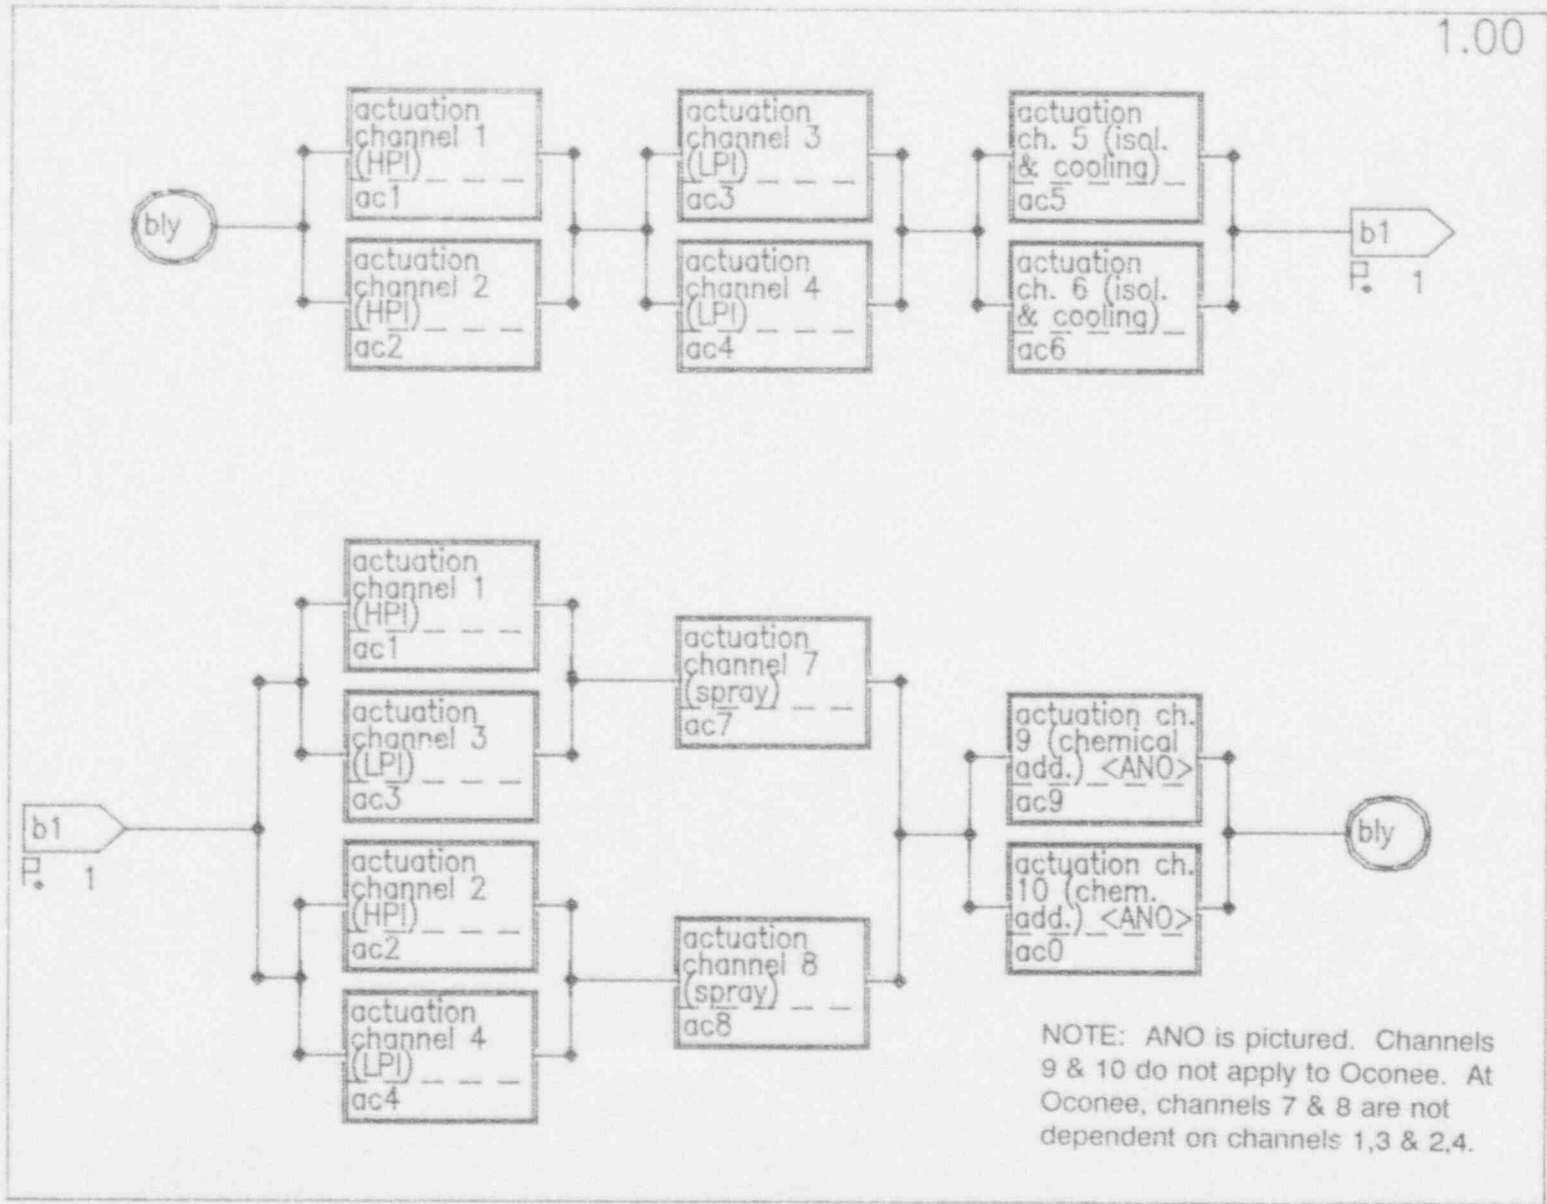 1.00
actuation
channel 1
(HPI)
ac1
actuation
channel 3
(LPI)
ac3
actuation
ch. 5 (isol.
& cooling)
ac5
bly
b1
P. 1
actuation
channel 2
(HPI)
ac2
actuation
channel 4
(LPI)
ac4
actuation
ch. 6 (isol.
& cooling)
ac6
actuation
channel 1
(HPI)
ac1
actuation
channel 3
(LPI)
ac3
actuation
channel 7
(spray)
ac7
actuation ch.
9 (chemical
add.) <ANO>
ac9
b1
P. 1
bly
actuation
channel 2
(HPI)
ac2
actuation
channel 4
(LPI)
ac4
actuation
channel 8
(spray)
ac8
actuation ch.
10 (chem.
add.) <ANO>
ac0
NOTE: ANO is pictured. Channels
9 & 10 do not apply to Oconee. At
Oconee, channels 7 & 8 are not
dependent on channels 1,3 & 2,4.